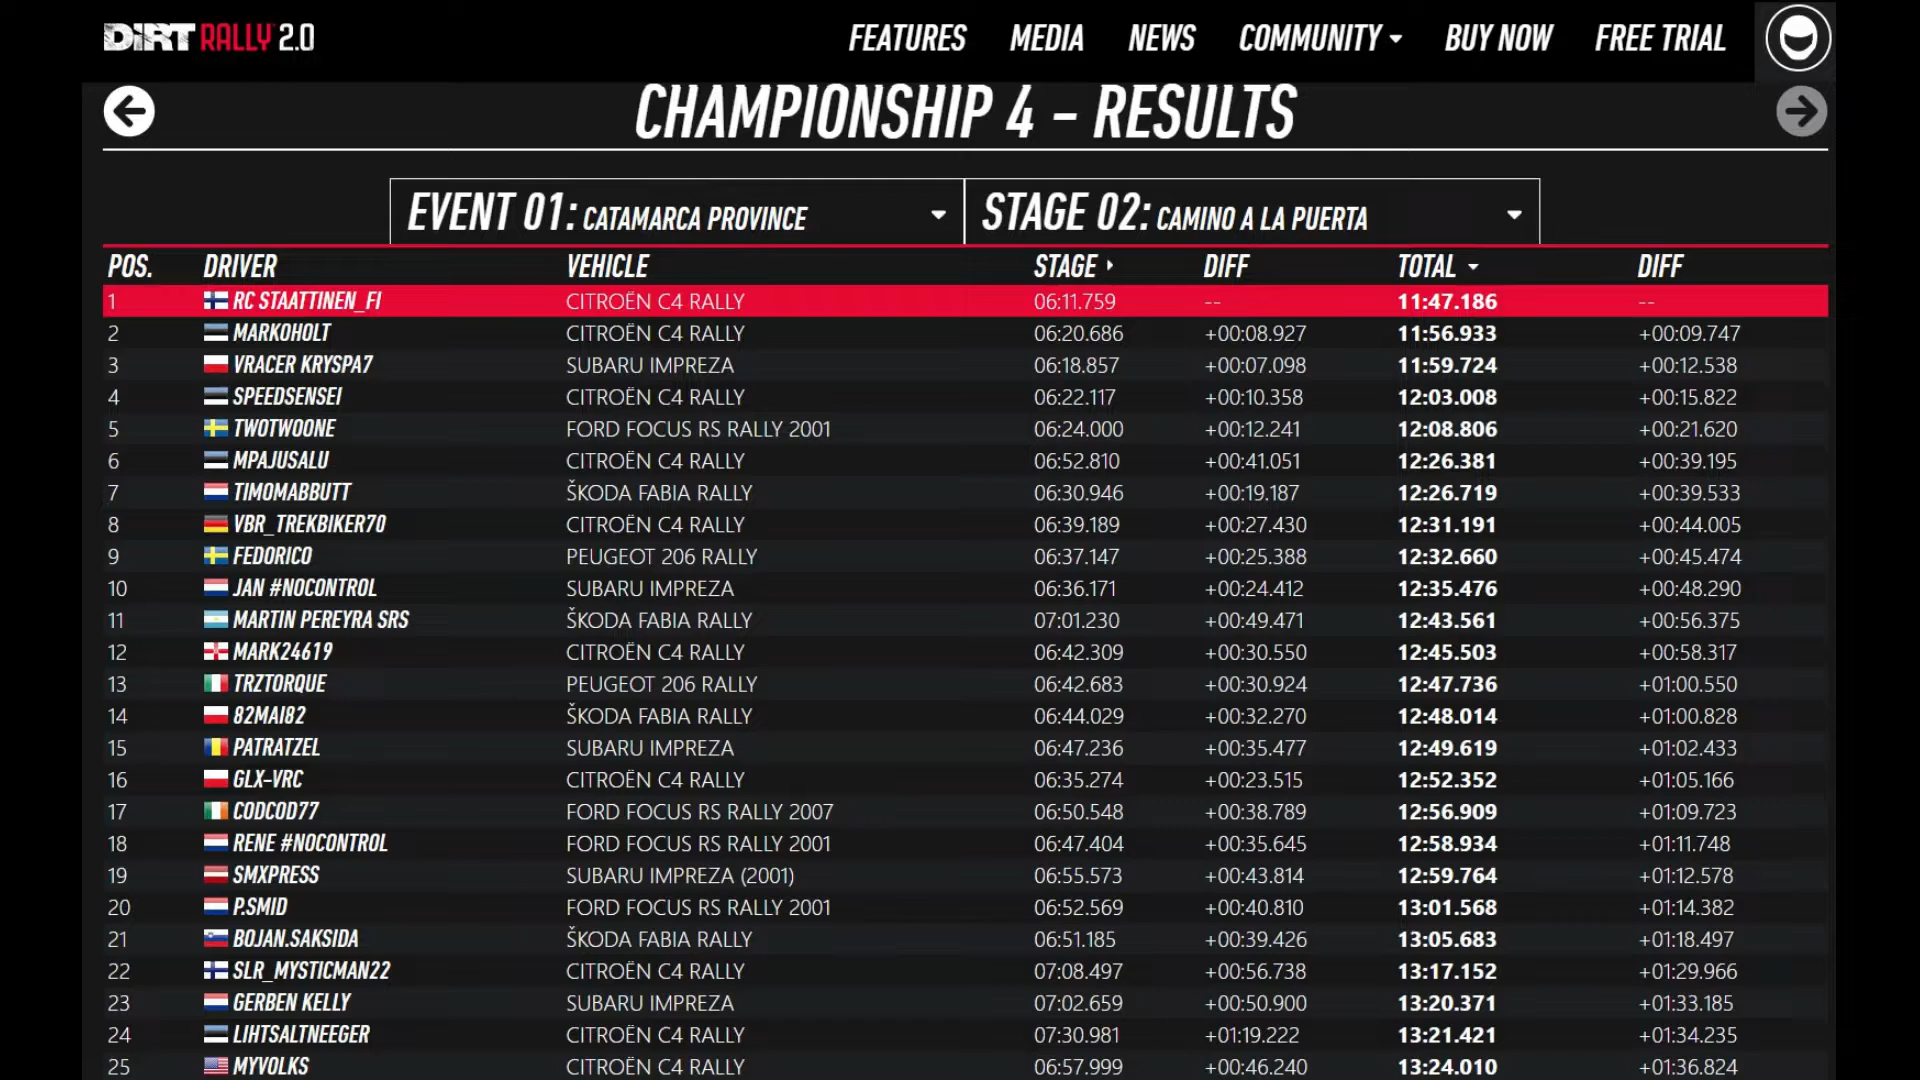 DIRT RALLY 2.0 FEATURES MEDIA NEWS COMMUNITY BUY NOW FREE TRIAL
CHAMPIONSHIP 4 - RESULTS
EVENT 01: CATAMARCA PROVINCE STAGE 02: CAMINO A LA PUERTA
POS. DRIVER VEHICLE STAGE DIFF TOTAL DIFF
1 RC STAATTINEN_FI CITROËN C4 RALLY 06:11.759 -- 11:47.186 --
2 MARKOHOLT CITROËN C4 RALLY 06:20.686 +00:08.927 11:56.933 +00:09.747
3 VRACER KRYSPA7 SUBARU IMPREZA 06:18.857 +00:07.098 11:59.724 +00:12.538
4 SPEEDSENSEI CITROËN C4 RALLY 06:22.117 +00:10.358 12:03.008 +00:15.822
5 TWOTWOONE FORD FOCUS RS RALLY 2001 06:24.000 +00:12.241 12:08.806 +00:21.620
6 MPAJUSALU CITROËN C4 RALLY 06:52.810 +00:41.051 12:26.381 +00:39.195
7 TIMOMABBUTT ŠKODA FABIA RALLY 06:30.946 +00:19.187 12:26.719 +00:39.533
8 VBR_TREKBIKER70 CITROËN C4 RALLY 06:39.189 +00:27.430 12:31.191 +00:44.005
9 FEDORICO PEUGEOT 206 RALLY 06:37.147 +00:25.388 12:32.660 +00:45.474
10 JAN #NOCONTROL SUBARU IMPREZA 06:36.171 +00:24.412 12:35.476 +00:48.290
11 MARTIN PEREYRA SRS ŠKODA FABIA RALLY 07:01.230 +00:49.471 12:43.561 +00:56.375
12 MARK24619 CITROËN C4 RALLY 06:42.309 +00:30.550 12:45.503 +00:58.317
13 TRZTORQUE PEUGEOT 206 RALLY 06:42.683 +00:30.924 12:47.736 +01:00.550
14 82MAI82 ŠKODA FABIA RALLY 06:44.029 +00:32.270 12:48.014 +01:00.828
15 PATRATZEL SUBARU IMPREZA 06:47.236 +00:35.477 12:49.619 +01:02.433
16 GLX-VRC CITROËN C4 RALLY 06:35.274 +00:23.515 12:52.352 +01:05.166
17 CODCOD77 FORD FOCUS RS RALLY 2007 06:50.548 +00:38.789 12:56.909 +01:09.723
18 RENE #NOCONTROL FORD FOCUS RS RALLY 2001 06:47.404 +00:35.645 12:58.934 +01:11.748
19 SMXPRESS SUBARU IMPREZA (2001) 06:55.573 +00:43.814 12:59.764 +01:12.578
20 P.SMID FORD FOCUS RS RALLY 2001 06:52.569 +00:40.810 13:01.568 +01:14.382
21 BOJAN.SAKSIDA ŠKODA FABIA RALLY 06:51.185 +00:39.426 13:05.683 +01:18.497
22 SLR_MYSTICMAN22 CITROËN C4 RALLY 07:08.497 +00:56.738 13:17.152 +01:29.966
23 GERBEN KELLY SUBARU IMPREZA 07:02.659 +00:50.900 13:20.371 +01:33.185
24 LIHTSALTNEEGER CITROËN C4 RALLY 07:30.981 +01:19.222 13:21.421 +01:34.235
25 MYVOLKS CITROËN C4 RALLY 06:57.999 +00:46.240 13:24.010 +01:36.824